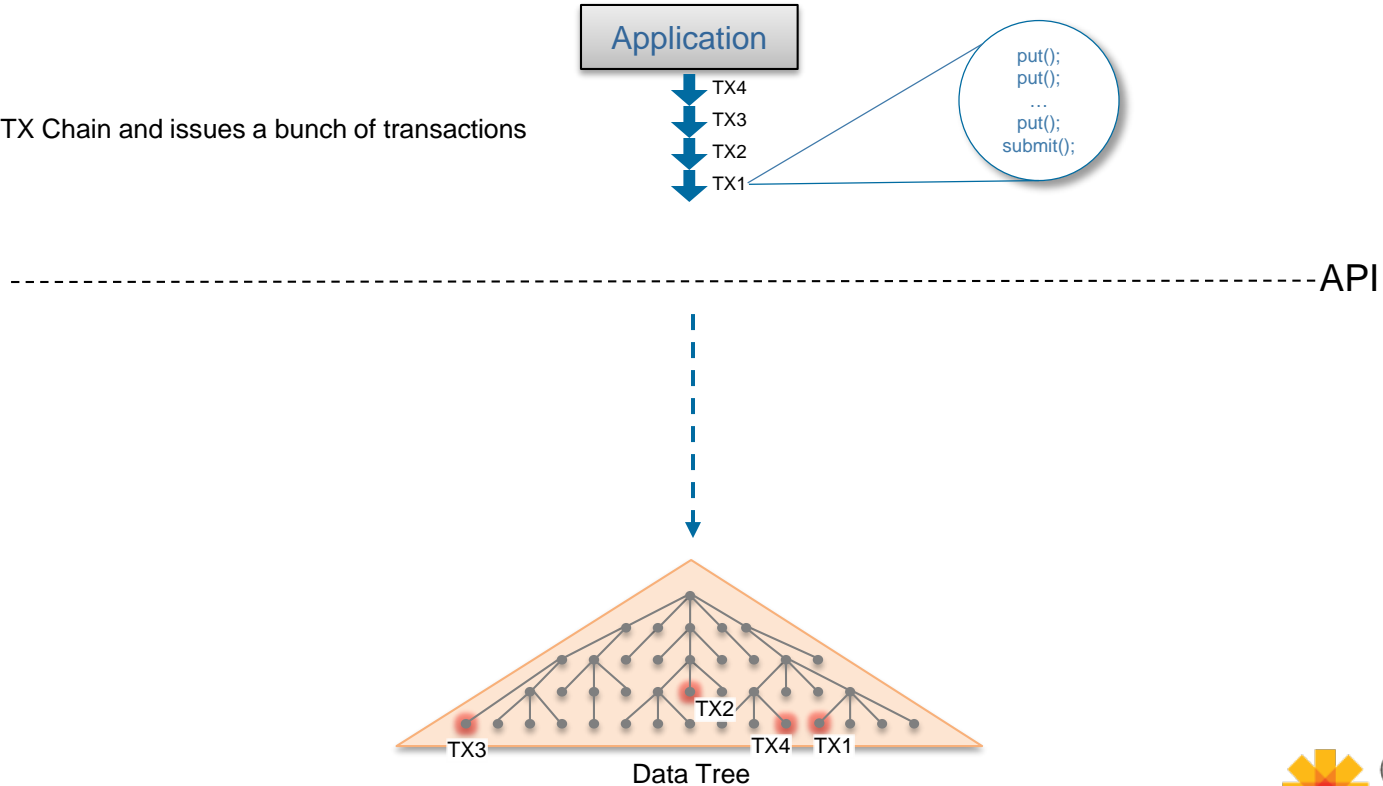 Application
TX4
TX3
TX2
TX1
put();
put();
…
put();
submit();
TX Chain and issues a bunch of transactions
API
TX2
TX3
TX4
TX1
Data Tree